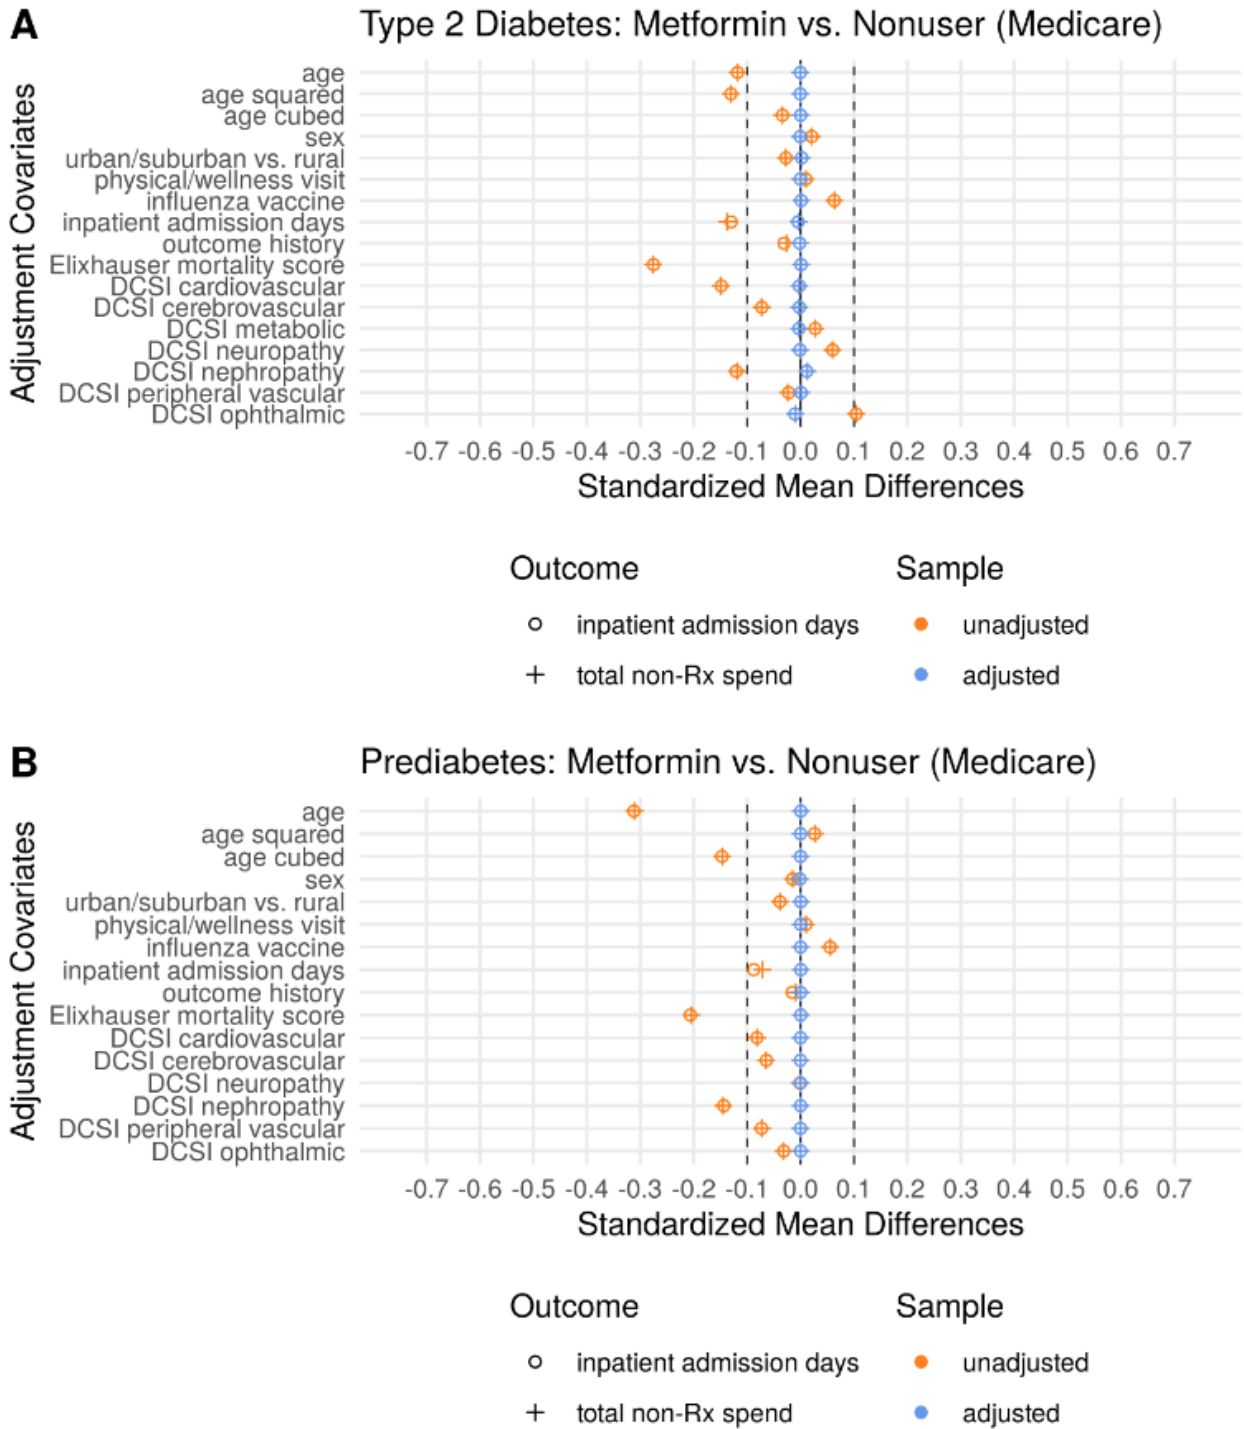 A
Type 2 Diabetes: Metformin vs. Nonuser (Medicare)
Adjustment Covariates
age
age squared
age cubed
sex
urban/suburban vs. rural
physical/wellness visit
influenza vaccine
inpatient admission days
outcome history
Elixhauser mortality score
DCSI cardiovascular
DCSI cerebrovascular
DCSI metabolic
DCSI neuropathy
DCSI nephropathy
DCSI peripheral vascular
DCSI ophthalmic
-0.7 -0.6 -0.5 -0.4 -0.3 -0.2 -0.1 0.0 0.1 0.2 0.3 0.4 0.5 0.6 0.7
Standardized Mean Differences
Outcome Sample
inpatient admission days unadjusted
total non-Rx spend adjusted
B
Prediabetes: Metformin vs. Nonuser (Medicare)
Adjustment Covariates
age
age squared
age cubed
sex
urban/suburban vs. rural
physical/wellness visit
influenza vaccine
inpatient admission days
outcome history
Elixhauser mortality score
DCSI cardiovascular
DCSI cerebrovascular
DCSI neuropathy
DCSI nephropathy
DCSI peripheral vascular
DCSI ophthalmic
-0.7 -0.6 -0.5 -0.4 -0.3 -0.2 -0.1 0.0 0.1 0.2 0.3 0.4 0.5 0.6 0.7
Standardized Mean Differences
Outcome Sample
inpatient admission days unadjusted
total non-Rx spend adjusted